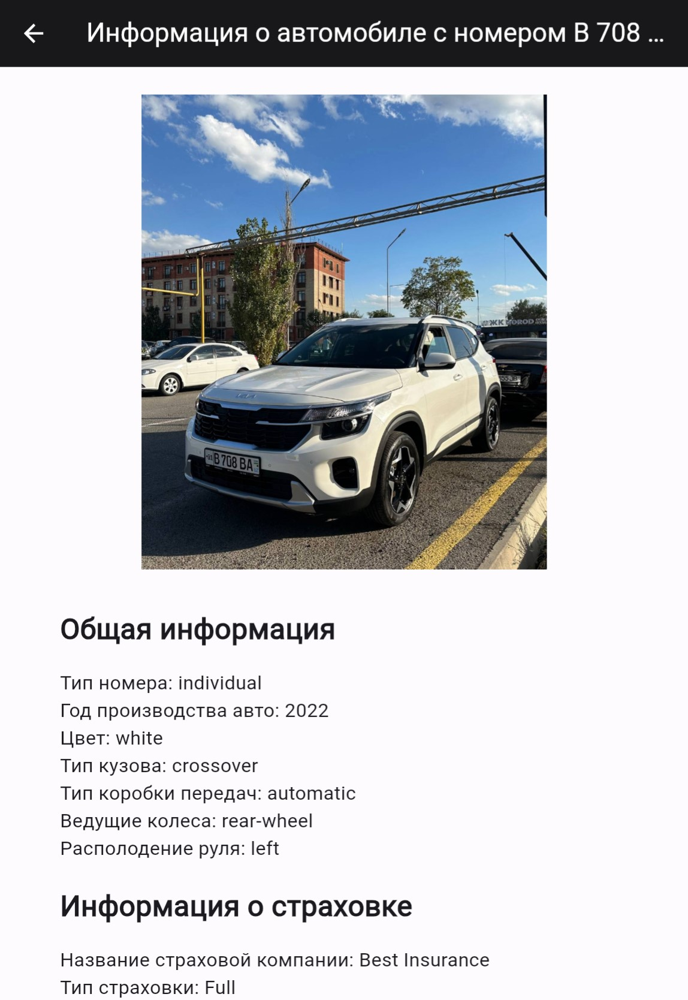 Информация о автомобиле с номером B 708 ...
ЖК GOROD
KIA
01 B 708 BA
Общая информация
Тип номера: individual
Год производства авто: 2022
Цвет: white
Тип кузова: crossover
Тип коробки передач: automatic
Ведущие колеса: rear-wheel
Располодение руля: left
Информация о страховке
Название страховой компании: Best Insurance
Тип страховки: Full